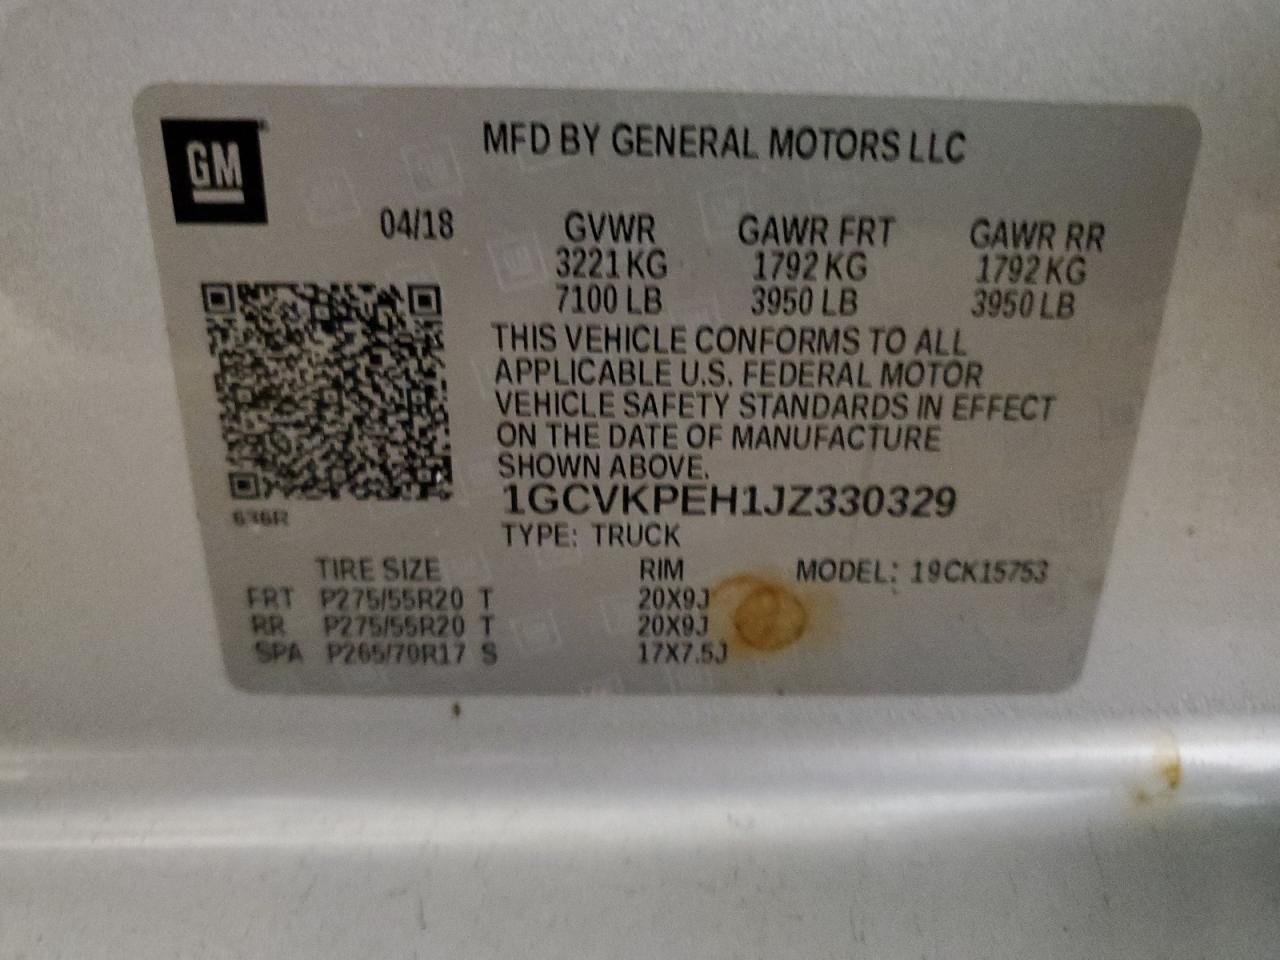 GM
MFD BY GENERAL MOTORS LLC
04/18 GVWR GAWR FRT GAWR RR
3221 KG 1792 KG 1792 KG
7100 LB 3950 LB 3950 LB
THIS VEHICLE CONFORMS TO ALL
APPLICABLE U.S. FEDERAL MOTOR
VEHICLE SAFETY STANDARDS IN EFFECT
ON THE DATE OF MANUFACTURE
SHOWN ABOVE.
1GCVKPEH1JZ330329
636R
TYPE: TRUCK
TIRE SIZE RIM MODEL: 19CK15753
FRT P275/55R20 T 20X9J
RR P275/55R20 T 20X9J
SPA P265/70R17 S 17X7.5J